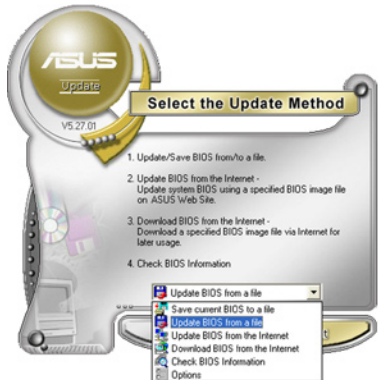 ASUS
Update
V5.27.01
Select the Update Method
1. Update/Save BIOS from/to a file.
2. Update BIOS from the Internet -
Update system BIOS using a specified BIOS image file
on ASUS Web Site.
3. Download BIOS from the Internet -
Download a specified BIOS image file via Internet for
later usage.
4. Check BIOS Information
Update BIOS from a file
Save current BIOS to a file
Update BIOS from a file
Update BIOS from the Internet
Download BIOS from the Internet
Check BIOS Information
Options